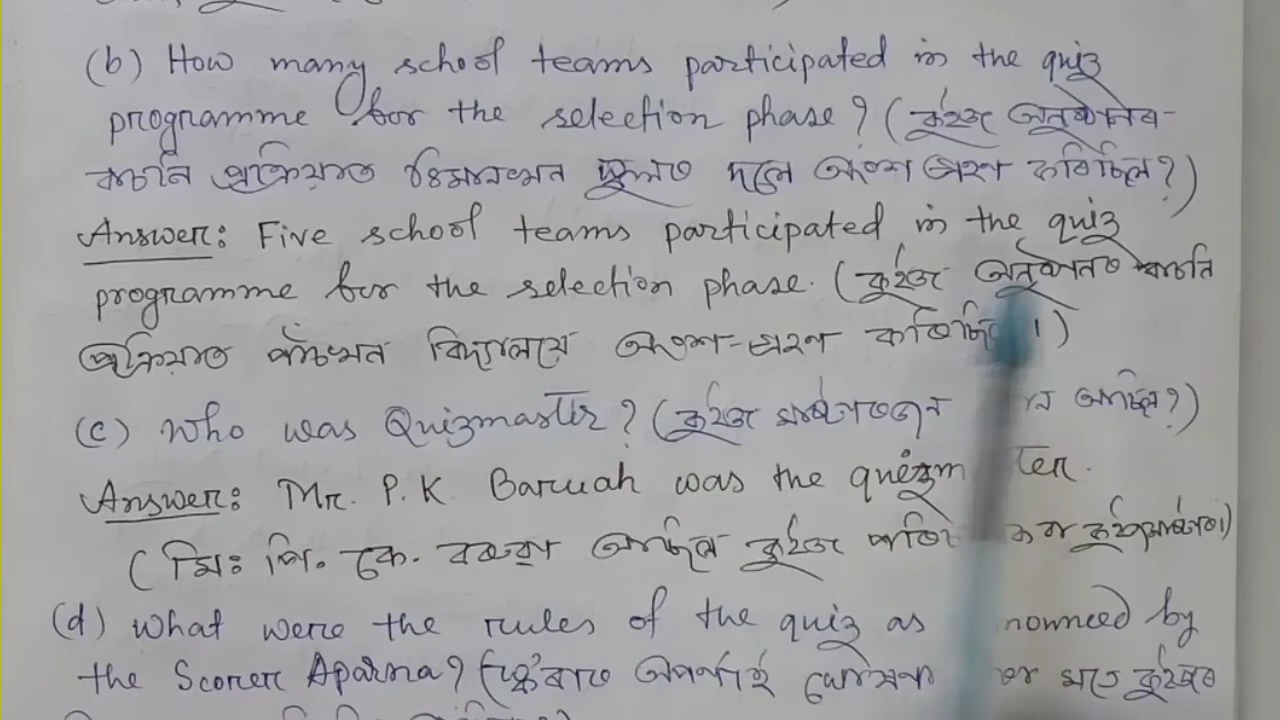 (b) How many school teams participated in the quiz
programme for the selection phase? (কুইজ অনুষ্ঠানৰ
বাচনি প্ৰক্ৰিয়াত কিমানখন স্কুলৰ দলে অংশ গ্ৰহণ কৰিছিল?)
Answer: Five school teams participated in the quiz
programme for the selection phase. (কুইজ অনুষ্ঠানত বাচনি
প্ৰক্ৰিয়াত পাঁচখন বিদ্যালয়ে অংশ-গ্ৰহণ কৰিছিল।)
(c) Who was Quizmaster? (কুইজ মাষ্টাৰজন আছিল?)
Answer: Mr. P.K. Baruah was the
(মিঃ পি. কে. বৰুৱা আছিল কুইজ
(d) What were the rules of the quiz as by
the Scorer Aparna? (স্ক'ৰাৰ অপৰ্ণাই ঘোষণা মতে কুইজৰ